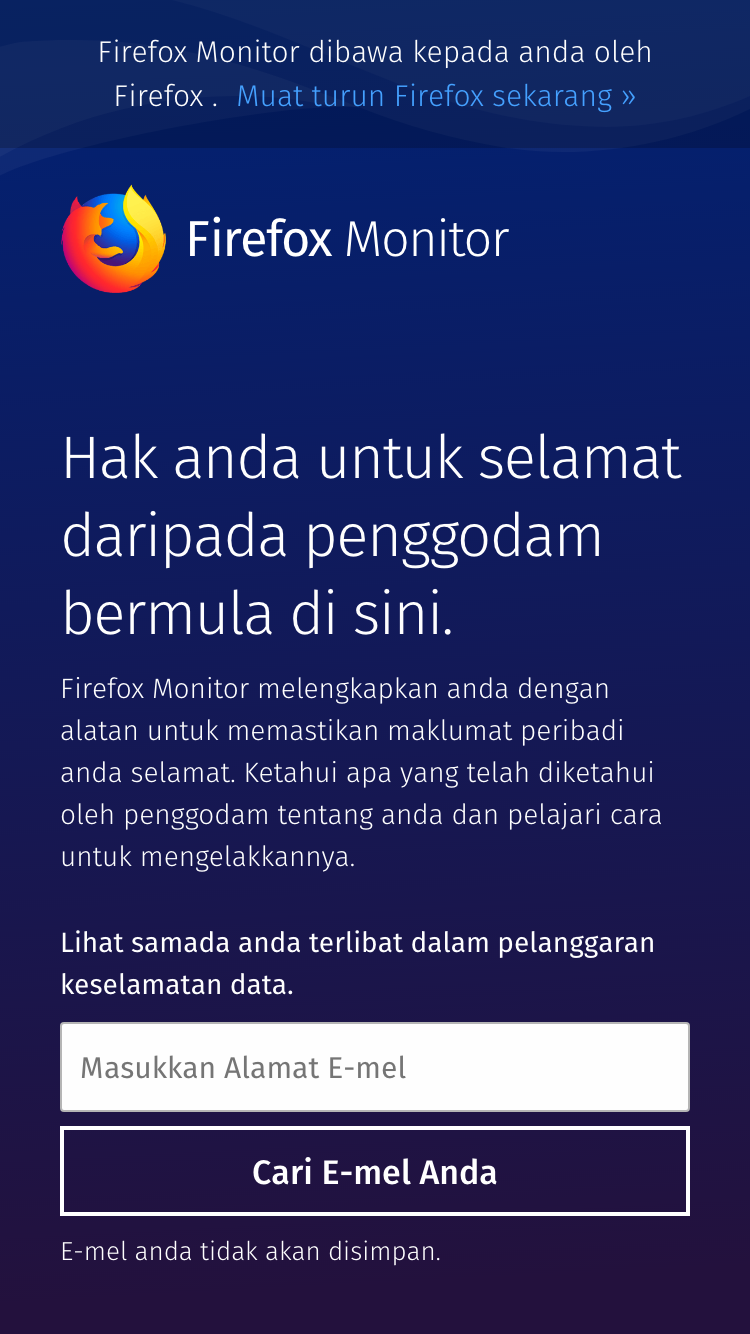 Firefox Monitor dibawa kepada anda oleh
Firefox . Muat turun Firefox sekarang »
Firefox Monitor
Hak anda untuk selamat
daripada penggodam
bermula di sini.
Firefox Monitor melengkapkan anda dengan
alatan untuk memastikan maklumat peribadi
anda selamat. Ketahui apa yang telah diketahui
oleh penggodam tentang anda dan pelajari cara
untuk mengelakkannya.
Lihat samada anda terlibat dalam pelanggaran
keselamatan data.
Masukkan Alamat E-mel
Cari E-mel Anda
E-mel anda tidak akan disimpan.